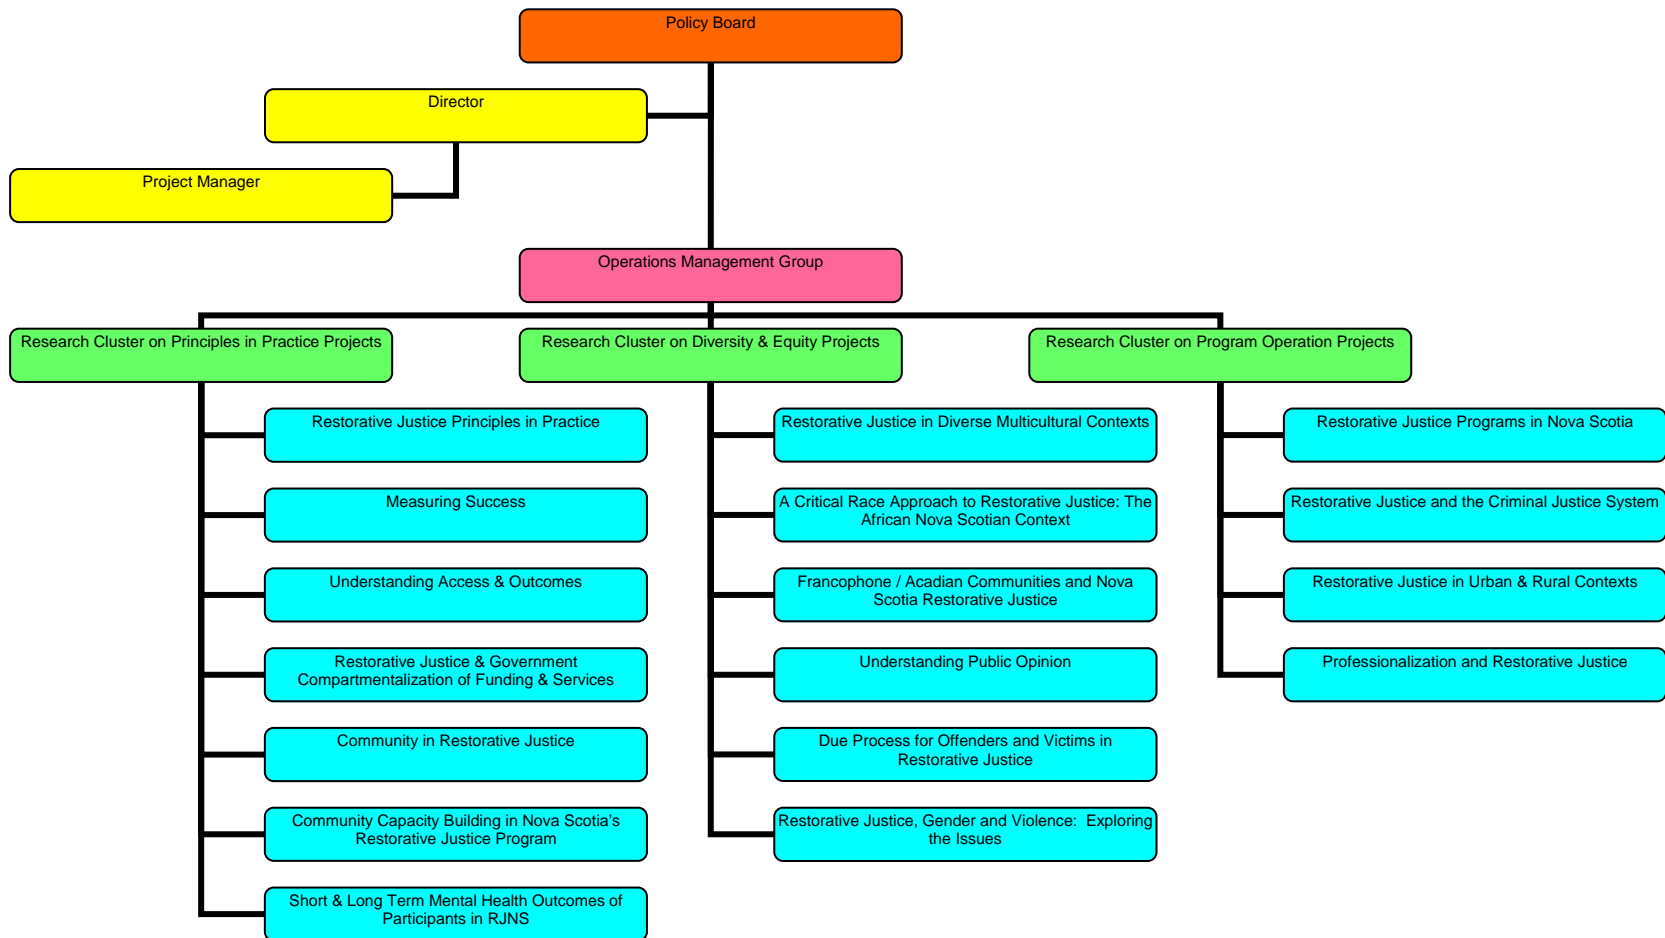 Policy Board
Director
Project Manager
Operations Management Group
Research Cluster on Principles in Practice Projects
Restorative Justice Principles in Practice
Measuring Success
Understanding Access & Outcomes
Restorative Justice & Government
Compartmentalization of Funding & Services
Community in Restorative Justice
Community Capacity Building in Nova Scotia's
Restorative Justice Program
Short & Long Term Mental Health Outcomes of
Participants in RJNS
Research Cluster on Diversity & Equity Projects
Restorative Justice in Diverse Multicultural Contexts
A Critical Race Approach to Restorative Justice: The
African Nova Scotian Context
Francophone / Acadian Communities and Nova
Scotia Restorative Justice
Understanding Public Opinion
Due Process for Offenders and Victims in
Restorative Justice
Restorative Justice, Gender and Violence:  Exploring
the Issues
Research Cluster on Program Operation Projects
Restorative Justice Programs in Nova Scotia
Restorative Justice and the Criminal Justice System
Restorative Justice in Urban & Rural Contexts
Professionalization and Restorative Justice